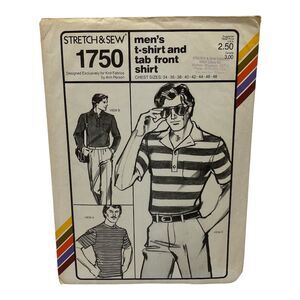 STRETCH & SEW
1750
Designed Exclusively for Knit Fabrics
by Ann Person
men's
t-shirt and
tab front
shirt
CHEST SIZES: 34 · 36 · 38 · 40 · 42 · 44 · 46 · 48
2.50
3.00
VIEW B